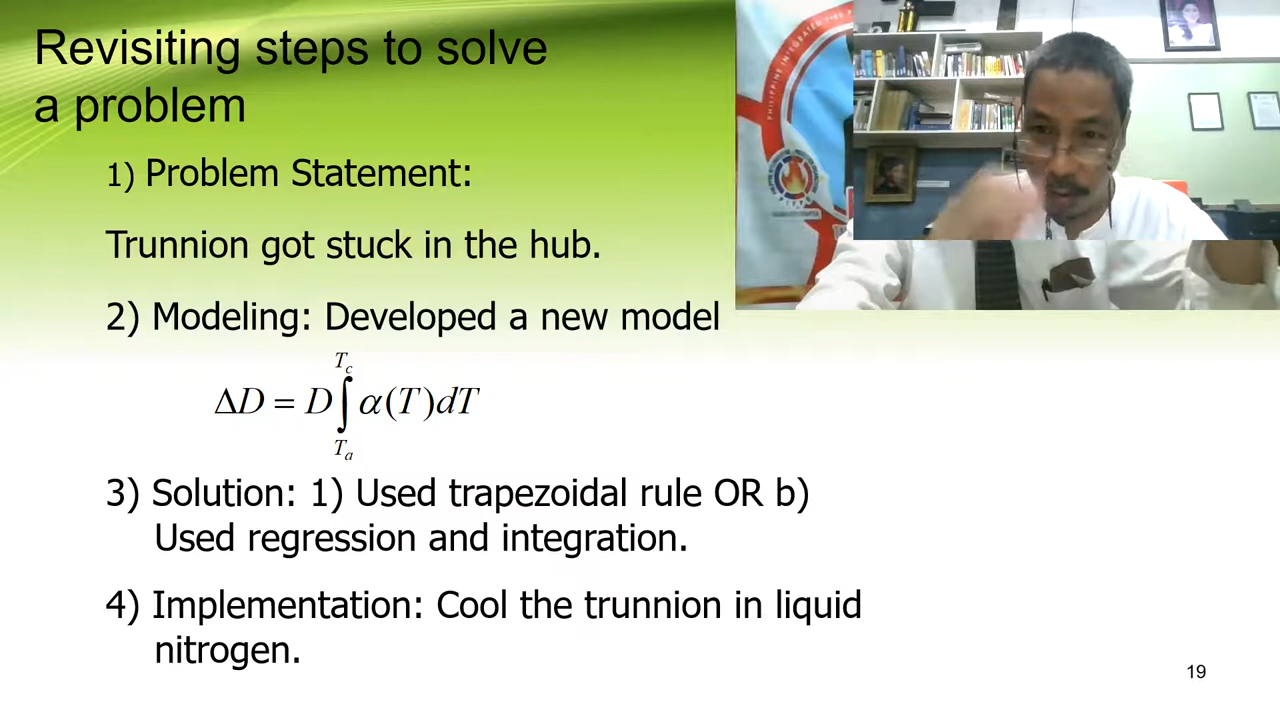 Revisiting steps to solve
a problem
1) Problem Statement:
Trunnion got stuck in the hub.
2) Modeling: Developed a new model
ΔD = D∫_{T_a}^{T_c} α(T)dT
3) Solution: 1) Used trapezoidal rule OR b)
Used regression and integration.
4) Implementation: Cool the trunnion in liquid
nitrogen.
19
PHILIPPINE INTEGRATED